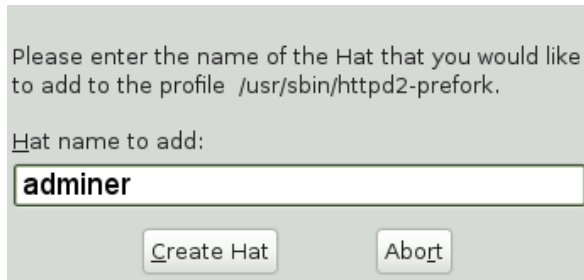 Please enter the name of the Hat that you would like
to add to the profile /usr/sbin/httpd2-prefork.
Hat name to add:
adminer
Create Hat Abort